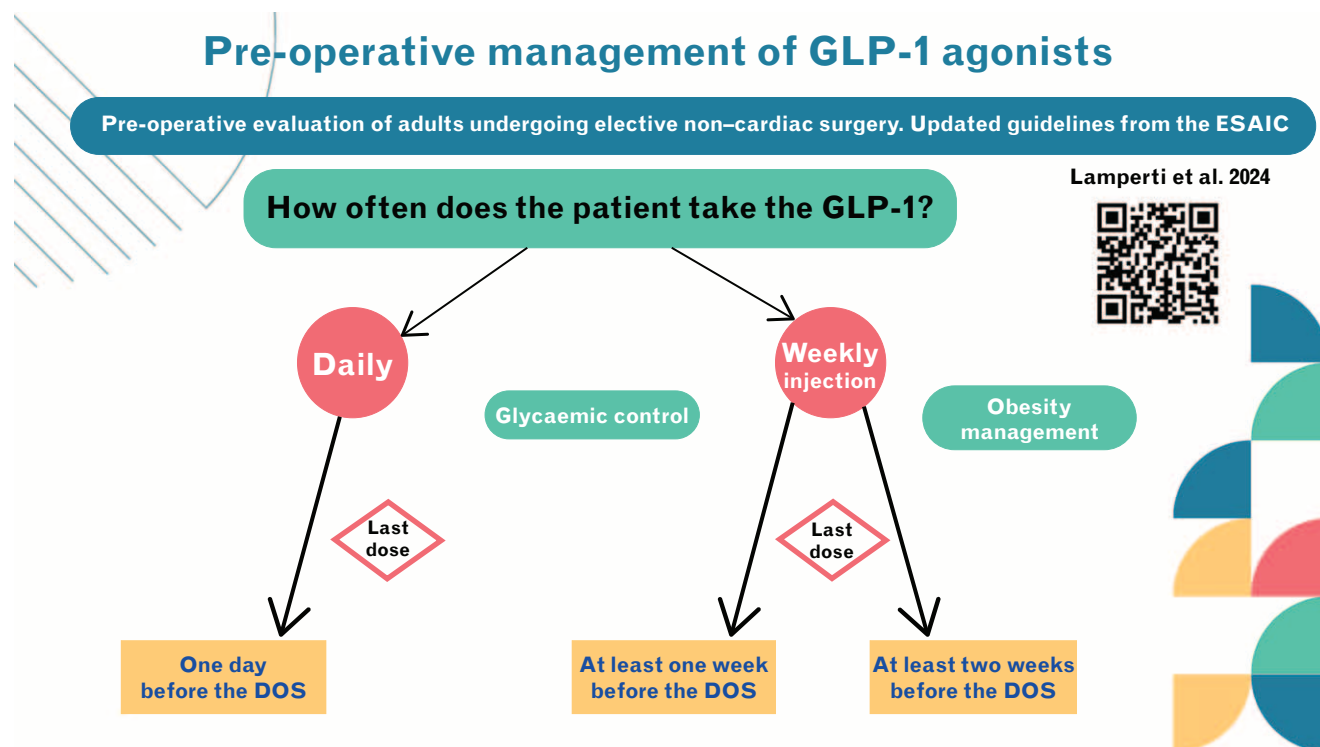 Pre-operative management of GLP-1 agonists
Pre-operative evaluation of adults undergoing elective non–cardiac surgery. Updated guidelines from the ESAIC
Lamperti et al. 2024
How often does the patient take the GLP-1?
Daily
Weekly
injection
Glycaemic control
Obesity
management
Last
dose
Last
dose
One day
before the DOS
At least one week
before the DOS
At least two weeks
before the DOS